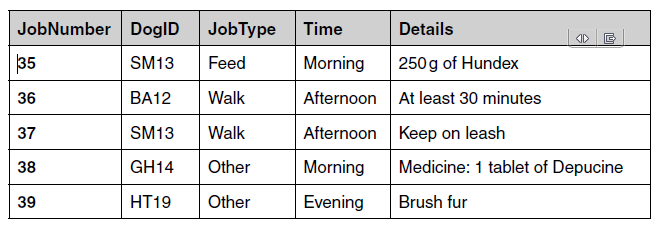 JobNumber DogID JobType Time Details
35 SM13 Feed Morning 250g of Hundex
36 BA12 Walk Afternoon At least 30 minutes
37 SM13 Walk Afternoon Keep on leash
38 GH14 Other Morning Medicine: 1 tablet of Depucine
39 HT19 Other Evening Brush fur